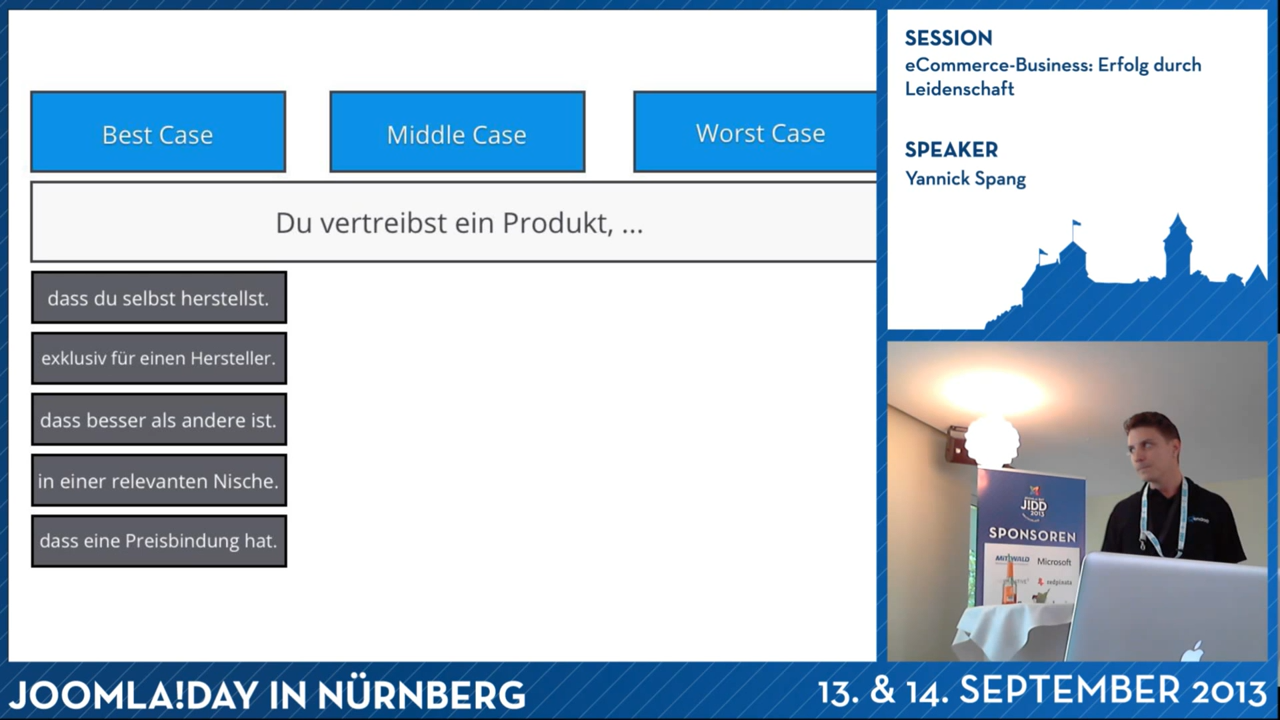 Best Case
Middle Case
Worst Case
Du vertreibst ein Produkt, ...
dass du selbst herstellst.
exklusiv für einen Hersteller.
dass besser als andere ist.
in einer relevanten Nische.
dass eine Preisbindung hat.
SESSION
eCommerce-Business: Erfolg durch
Leidenschaft
SPEAKER
Yannick Spang
JIDD
2013
SPONSOREN
MITTWALD
Microsoft
JOOMLA!DAY IN NÜRNBERG
13. & 14. SEPTEMBER 2013